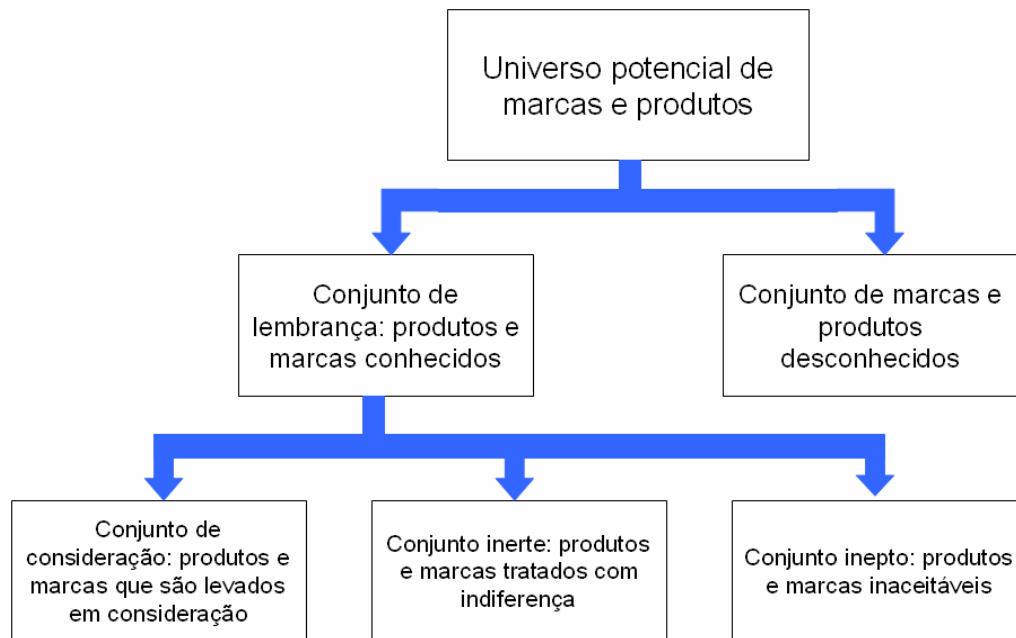 Universo potencial de
marcas e produtos
Conjunto de
lembrança: produtos e
marcas conhecidos
Conjunto de marcas e
produtos
desconhecidos
Conjunto de
consideração: produtos e
marcas que são levados
em consideração
Conjunto inerte: produtos
e marcas tratados com
indiferença
Conjunto inepto: produtos
e marcas inaceitáveis